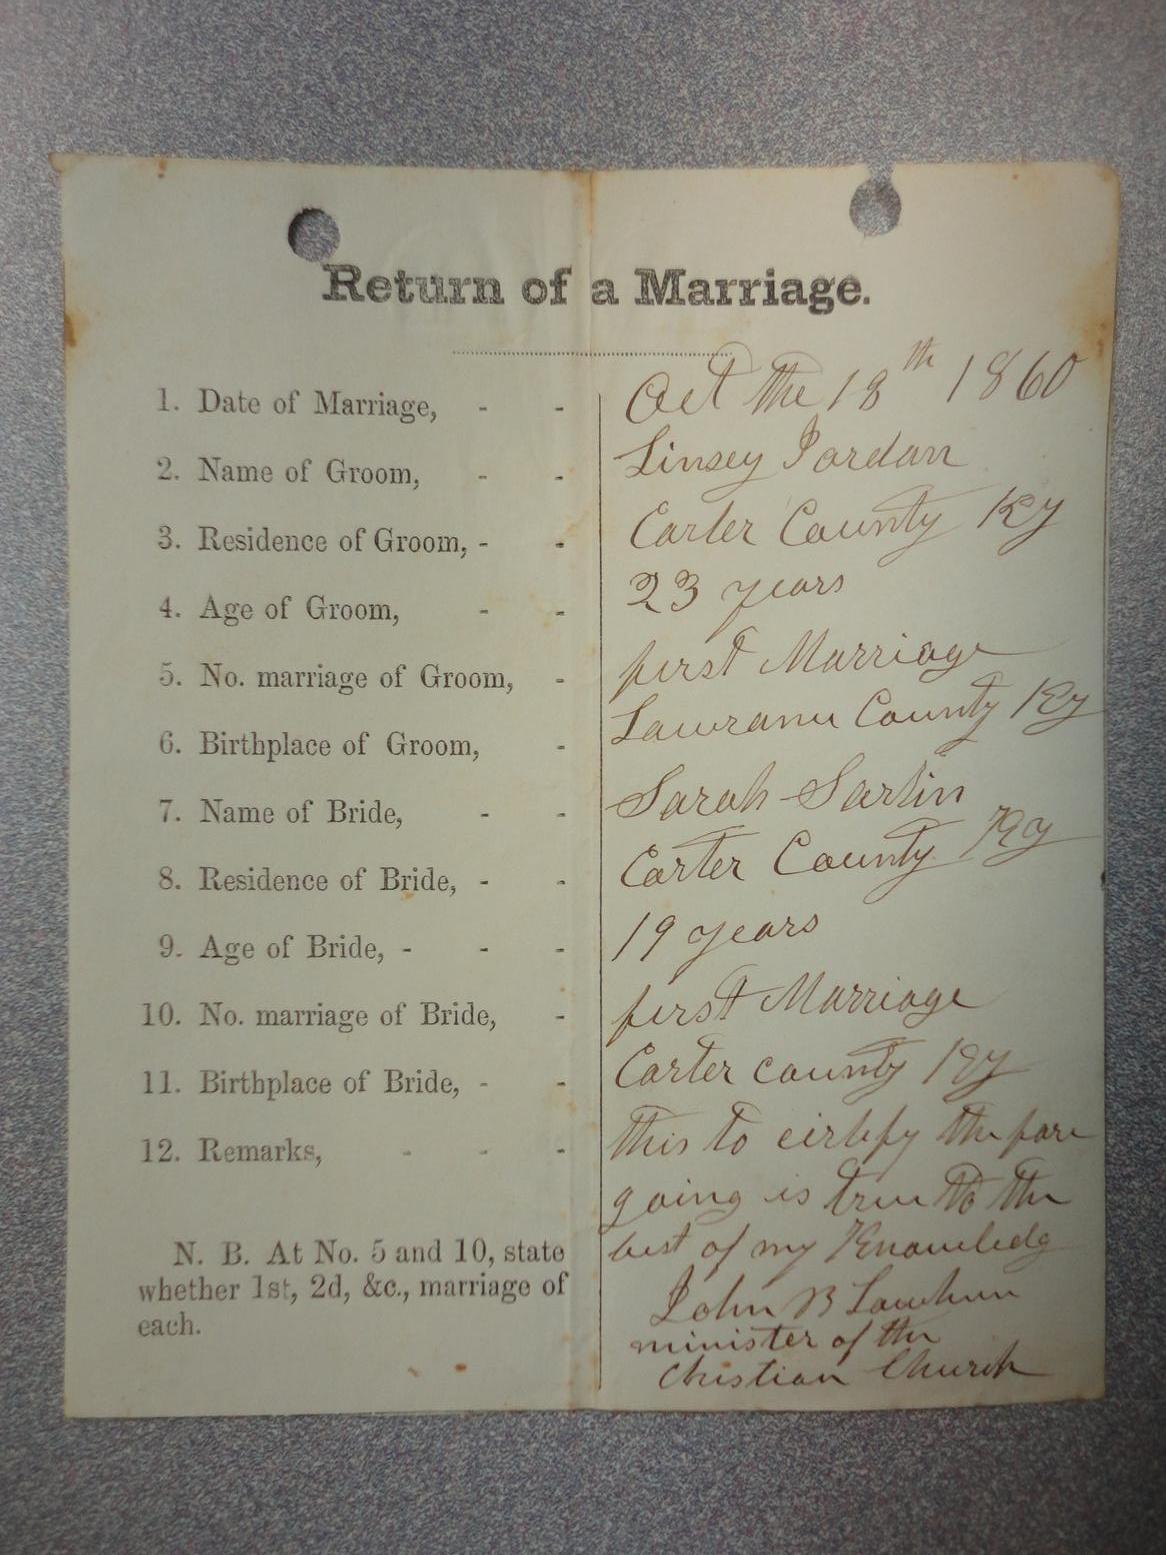 Return of a Marriage.
1. Date of Marriage, - - Oct the 18th 1860
2. Name of Groom, - - Linsey Jordan
3. Residence of Groom, - - Carter County Ky
4. Age of Groom, - - 23 years
5. No. marriage of Groom, - first Marriage
6. Birthplace of Groom, - Lawrance County Ky
7. Name of Bride, - - Sarah Sartin
8. Residence of Bride, - - Carter County Ky
9. Age of Bride, - - - 19 years
10. No. marriage of Bride, - first Marriage
11. Birthplace of Bride, - - Carter county Ky
12. Remarks, - - - this to cirtify the fore
going is true to the
N. B. At No. 5 and 10, state best of my Knowledg
whether 1st, 2d, &c., marriage of John B
each. minister of the
Christian Church